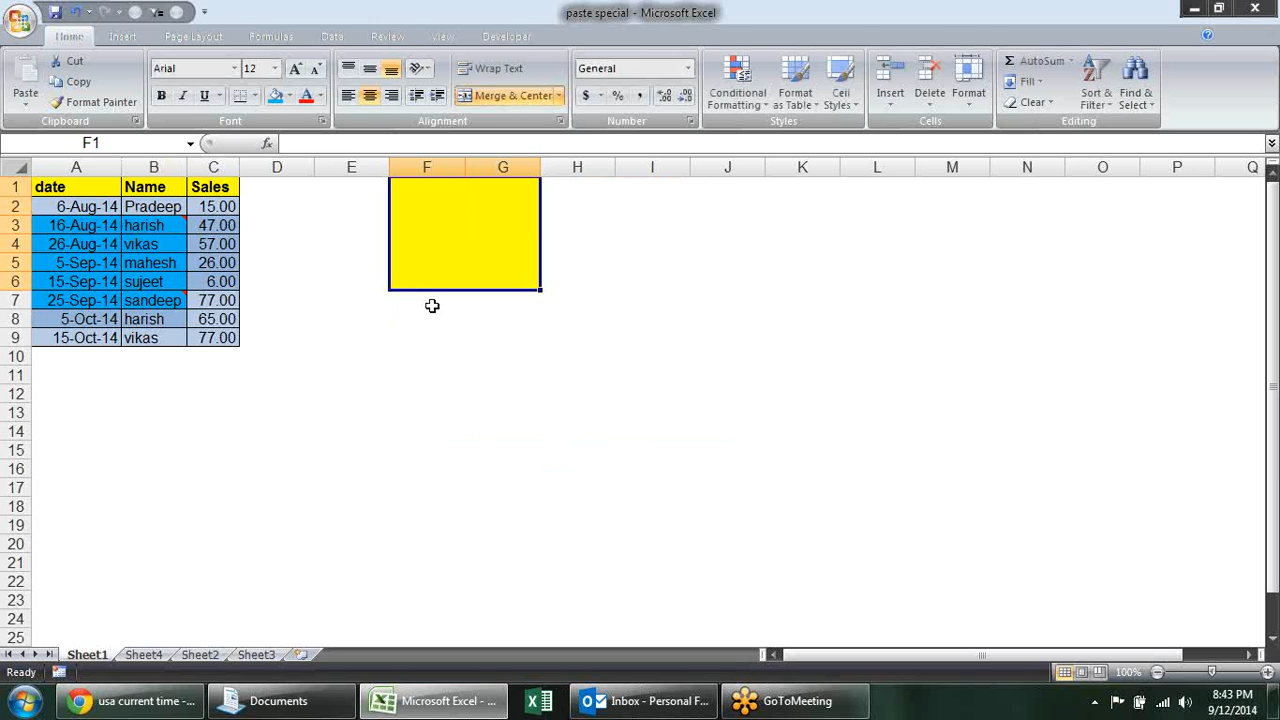 paste special - Microsoft Excel
Home Insert Page Layout Formulas Data Review View Developer
Paste Cut Copy Format Painter Clipboard
Arial 12 B I U A Font
Wrap Text Merge & Center Alignment
General $ % , Number
Conditional Formatting Format as Table Cell Styles Styles
Insert Delete Format Cells
AutoSum Fill Clear Sort & Filter Find & Select Editing
F1 fx
A B C D E F G H I J K L M N O P Q
1 date Name Sales
2 6-Aug-14 Pradeep 15.00
3 16-Aug-14 harish 47.00
4 26-Aug-14 vikas 57.00
5 5-Sep-14 mahesh 26.00
6 15-Sep-14 sujeet 6.00
7 25-Sep-14 sandeep 77.00
8 5-Oct-14 harish 65.00
9 15-Oct-14 vikas 77.00
10
11
12
13
14
15
16
17
18
19
20
21
22
23
24
25
Sheet1 Sheet4 Sheet2 Sheet3
Ready 100%
usa current time -... Documents Microsoft Excel - ... Inbox - Personal F... GoToMeeting
8:43 PM
9/12/2014